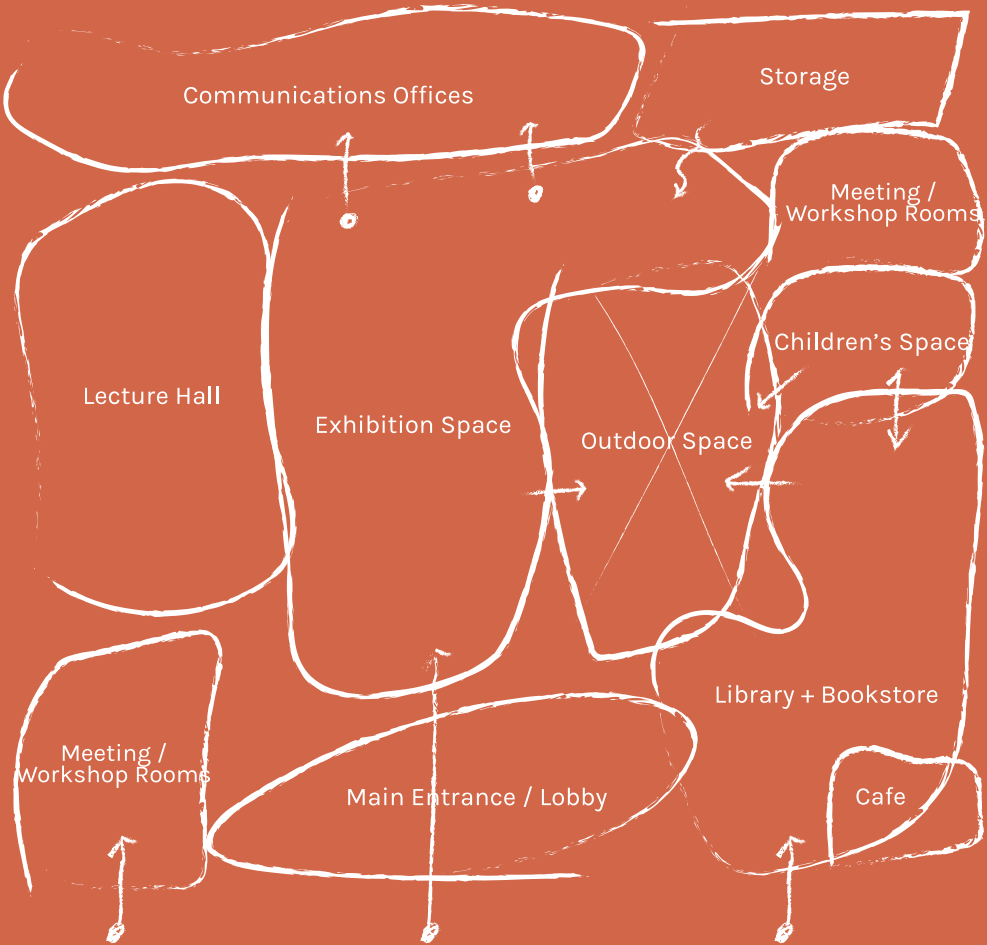 Communications Offices
Storage
Meeting /
Workshop Rooms
Children’s Space
Lecture Hall
Exhibition Space
Outdoor Space
Library + Bookstore
Meeting /
Workshop Rooms
Main Entrance / Lobby
Cafe